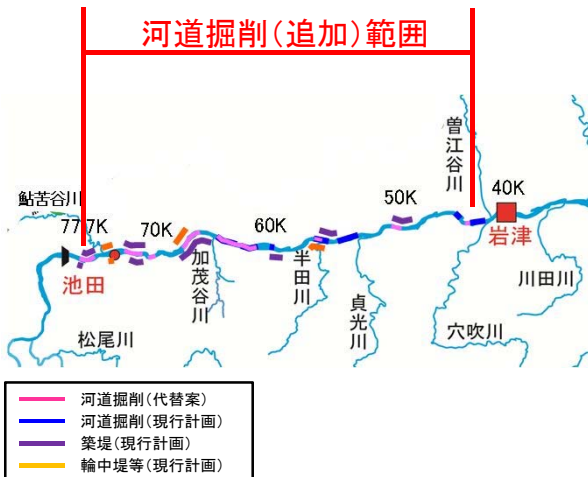 河道掘削(追加)範囲
曽江谷川
鮎苦谷川
77.7K
70K
60K
50K
40K
岩津
池田
加茂谷川
半田川
貞光川
川田川
穴吹川
松尾川
河道掘削(代替案)
河道掘削(現行計画)
築堤(現行計画)
輪中堤等(現行計画)